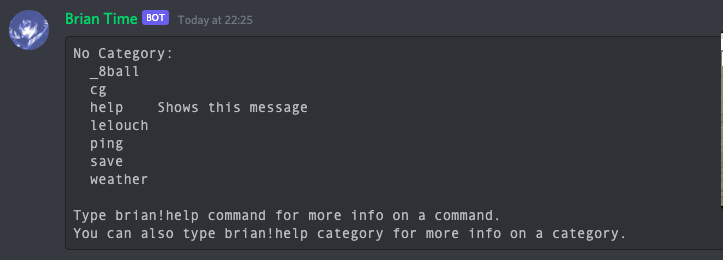 Brian Time BOT Today at 22:25
No Category:
  _8ball
  cg
  help    Shows this message
  lelouch
  ping
  save
  weather

Type brian!help command for more info on a command.
You can also type brian!help category for more info on a category.